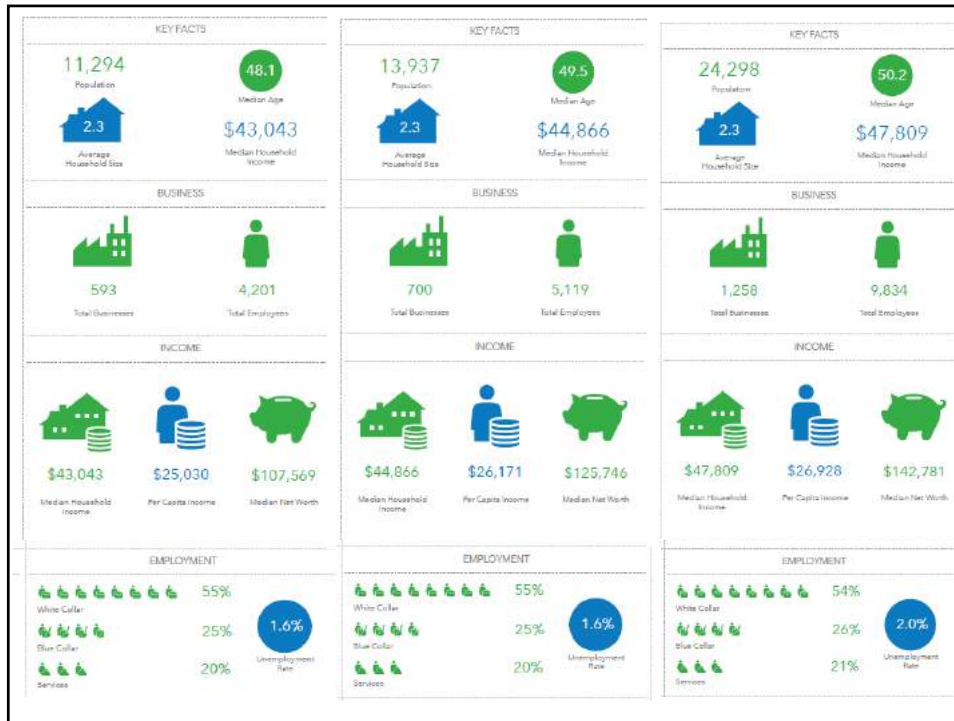 KEY FACTS
11,294
Population
48.1
Median Age
2.3
Average
Household Size
$43,043
Median Household
Income
BUSINESS
593
Total Businesses
4,201
Total Employees
INCOME
$43,043
Median Household
Income
$25,030
Per Capita Income
$107,569
Median Net Worth
EMPLOYMENT
55%
White Collar
25%
Blue Collar
20%
Services
1.6%
Unemployment
Rate
KEY FACTS
13,937
Population
49.5
Median Age
2.3
Average
Household Size
$44,866
Median Household
Income
BUSINESS
700
Total Businesses
5,119
Total Employees
INCOME
$44,866
Median Household
Income
$26,171
Per Capita Income
$125,746
Median Net Worth
EMPLOYMENT
55%
White Collar
25%
Blue Collar
20%
Services
1.6%
Unemployment
Rate
KEY FACTS
24,298
Population
50.2
Median Age
2.3
Average
Household Size
$47,809
Median Household
Income
BUSINESS
1,258
Total Businesses
9,834
Total Employees
INCOME
$47,809
Median Household
Income
$26,928
Per Capita Income
$142,781
Median Net Worth
EMPLOYMENT
54%
White Collar
26%
Blue Collar
21%
Services
2.0%
Unemployment
Rate